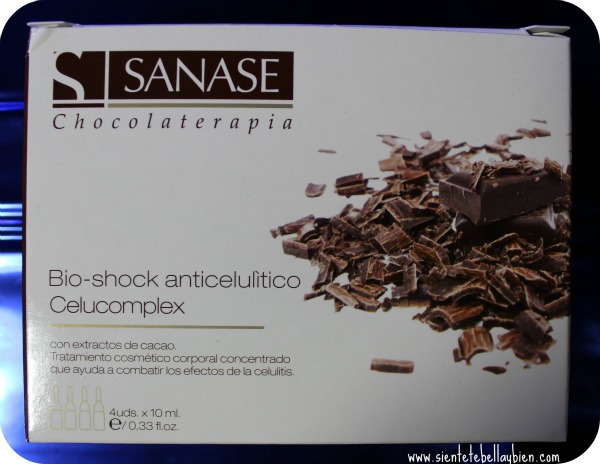 S SANASE
Chocolaterapia
Bio-shock anticelulìtico
Celucomplex
con extractos de cacao.
Tratamiento cosmético corporal concentrado
que ayuda a combatir los efectos de la celulitis.
4uds. x 10 ml.
℮/ 0,33 fl.oz.
www.sientetebellaybien.com